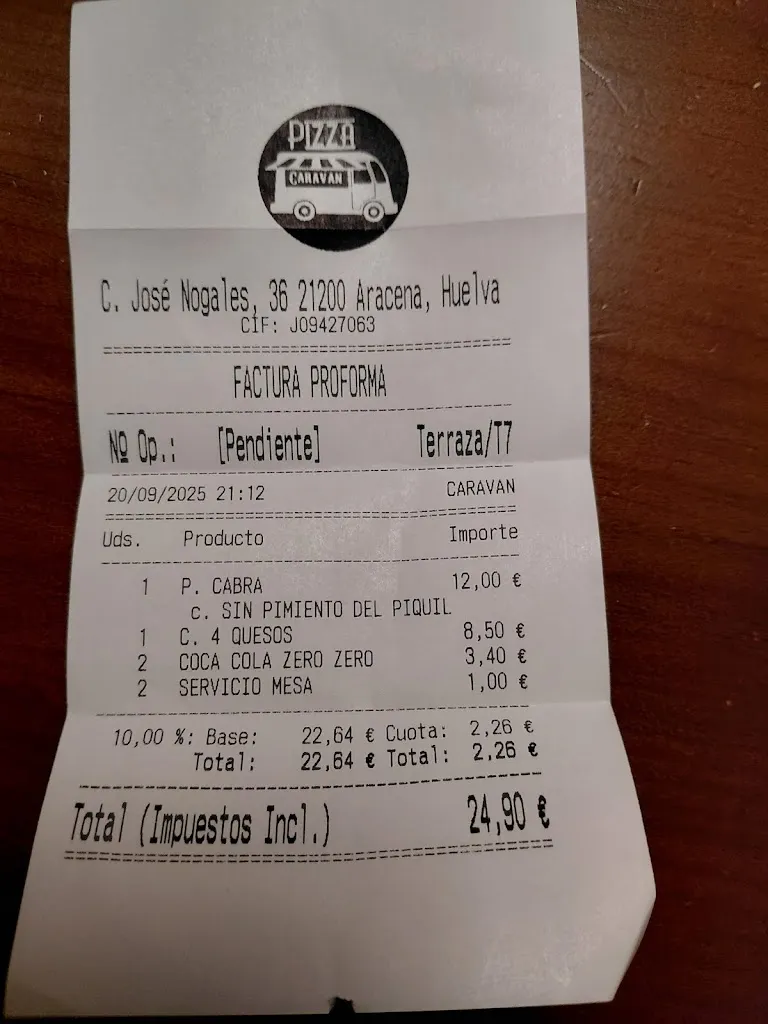 PIZZA
CARAVAN
C. José Nogales, 36 21200 Aracena, Huelva
CIF: J09427063
FACTURA PROFORMA
Nº Op.: [Pendiente] Terraza/T7
20/09/2025 21:12 CARAVAN
Uds. Producto Importe
1 P. CABRA 12,00 €
c. SIN PIMIENTO DEL PIQUIL
1 C. 4 QUESOS 8,50 €
2 COCA COLA ZERO ZERO 3,40 €
2 SERVICIO MESA 1,00 €
10,00 %: Base: 22,64 € Cuota: 2,26 €
Total: 22,64 € Total: 2,26 €
Total (Impuestos Incl.) 24,90 €